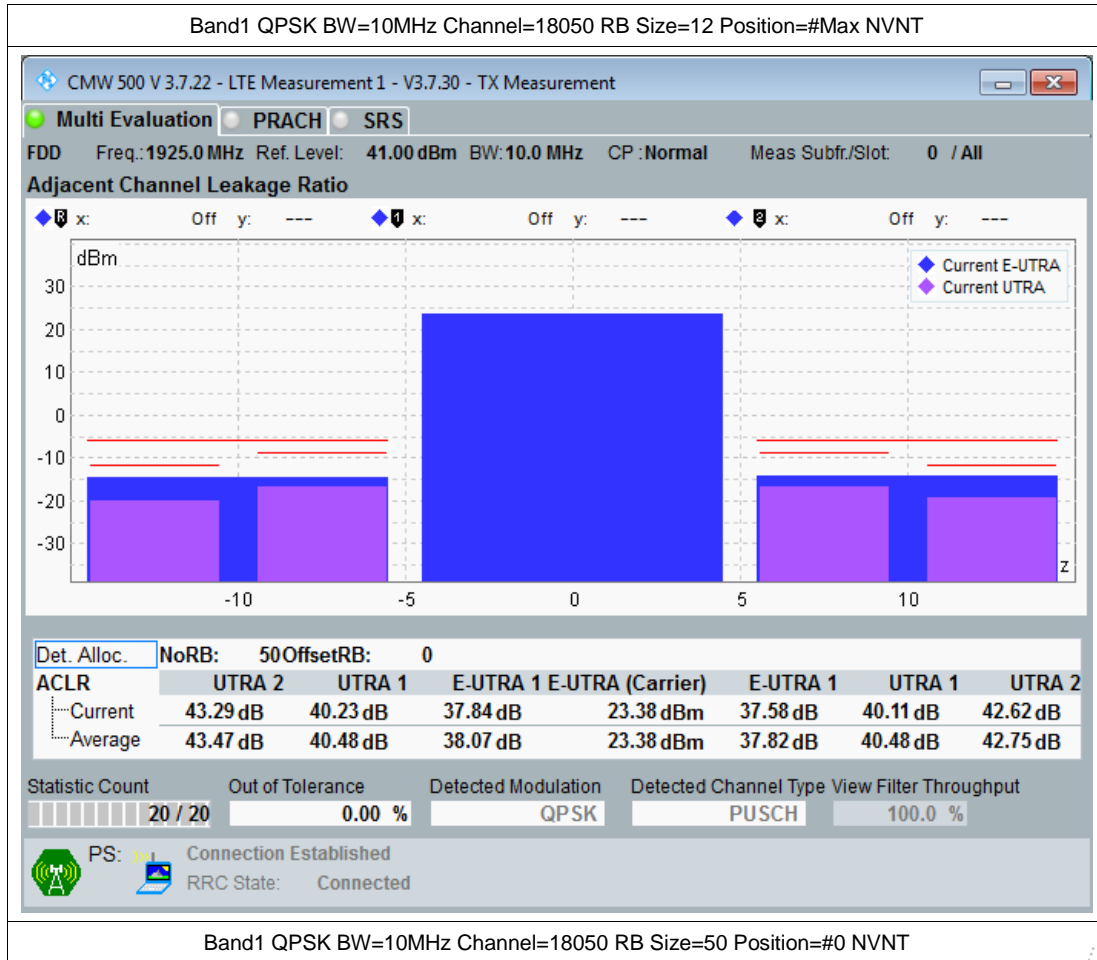 Band1 QPSK BW=10MHz Channel=18050 RB Size=12 Position=#Max NVNT
CMW 500 V 3.7.22 - LTE Measurement 1 - V3.7.30 - TX Measurement
Multi Evaluation PRACH SRS
FDD Freq.:1925.0 MHz Ref. Level: 41.00 dBm BW:10.0 MHz CP :Normal Meas Subfr./Slot: 0 / All
Adjacent Channel Leakage Ratio
R x: Off y: --- 1 x: Off y: --- 2 x: Off y: ---
dBm
Current E-UTRA
Current UTRA
30
20
10
0
-10
-20
-30
z
-10 -5 0 5 10
Det. Alloc. NoRB: 50 OffsetRB: 0
ACLR UTRA 2 UTRA 1 E-UTRA 1 E-UTRA (Carrier) E-UTRA 1 UTRA 1 UTRA 2
Current 43.29 dB 40.23 dB 37.84 dB 23.38 dBm 37.58 dB 40.11 dB 42.62 dB
Average 43.47 dB 40.48 dB 38.07 dB 23.38 dBm 37.82 dB 40.48 dB 42.75 dB
Statistic Count Out of Tolerance Detected Modulation Detected Channel Type View Filter Throughput
20 / 20 0.00 % QPSK PUSCH 100.0 %
PS: Connection Established
RRC State: Connected
Band1 QPSK BW=10MHz Channel=18050 RB Size=50 Position=#0 NVNT